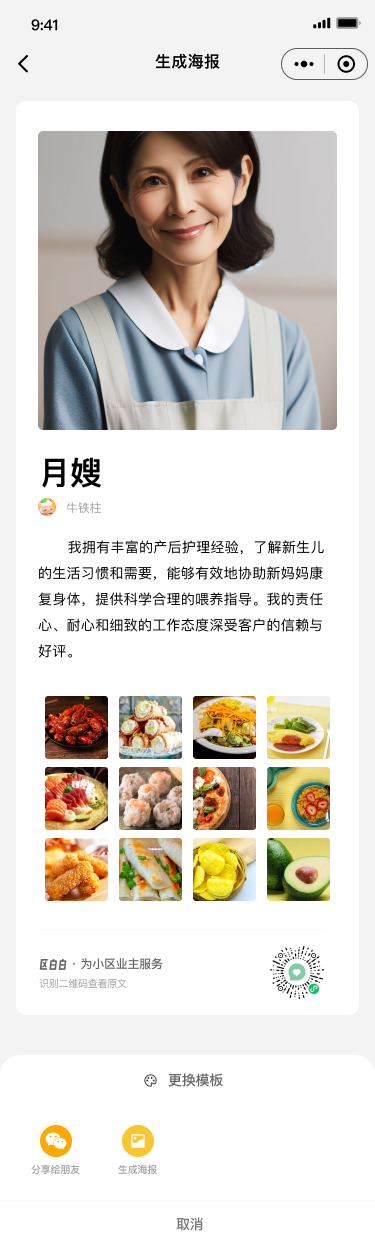 9:41
生成海报
月嫂
牛铁柱
我拥有丰富的产后护理经验，了解新生儿
的生活习惯和需要，能够有效地协助新妈妈康
复身体，提供科学合理的喂养指导。我的责任
心、耐心和细致的工作态度深受客户的信赖与
好评。
区白白 · 为小区业主服务
识别二维码查看原文
更换模板
分享给朋友
生成海报
取消